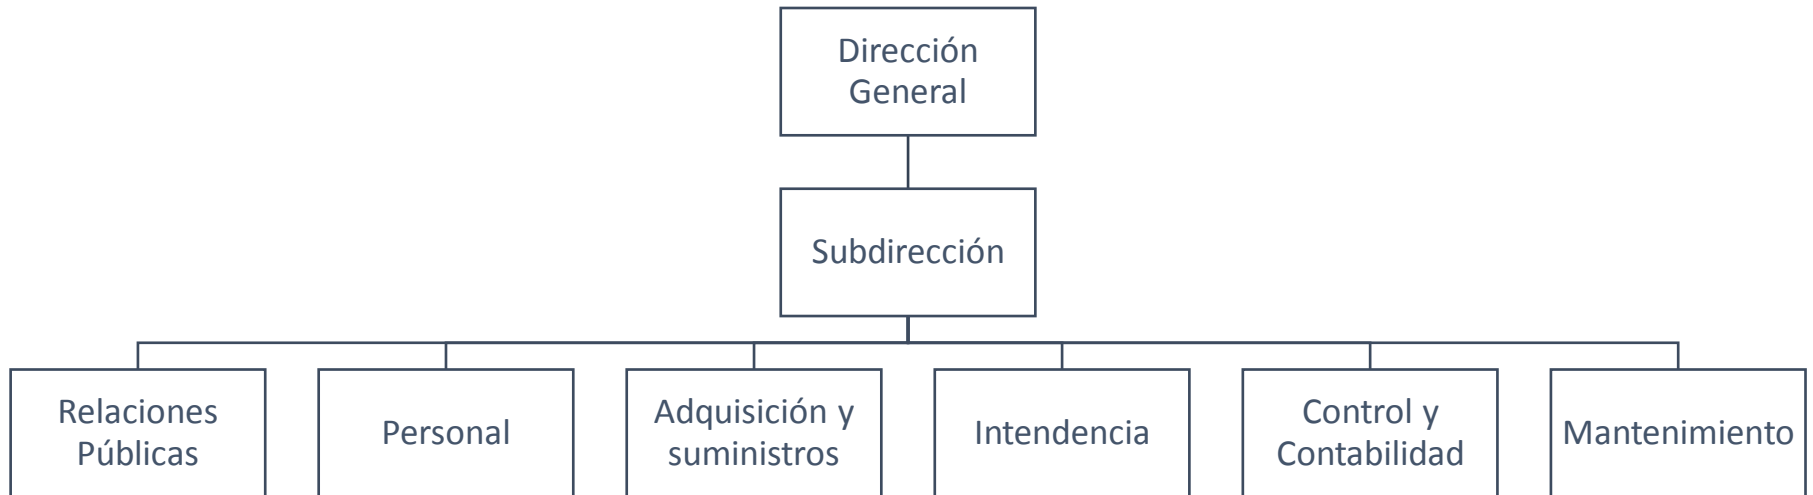 Dirección
General
Subdirección
Relaciones
Públicas
Personal
Adquisición y
suministros
Intendencia
Control y
Contabilidad
Mantenimiento